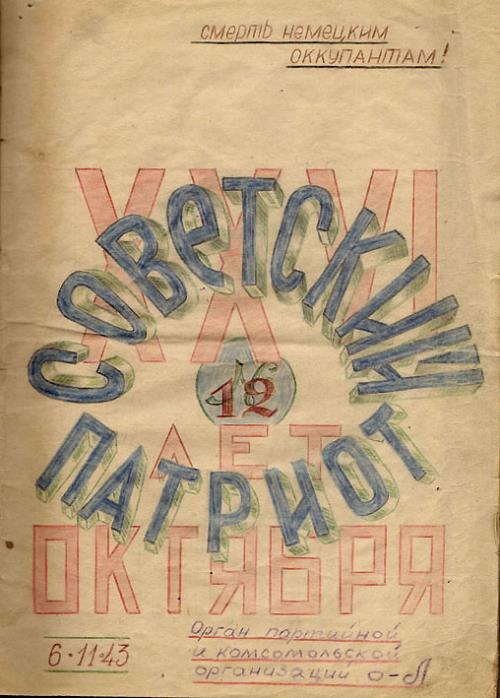 смерть немецким
оккупантам!
XXVI
СОВЕТСКИЙ
№ 12
ЛЕТ
ПАТРИОТ
ОКТЯБРЯ
6·11·43
Орган партийной
и комсомольской
организаций о-Л